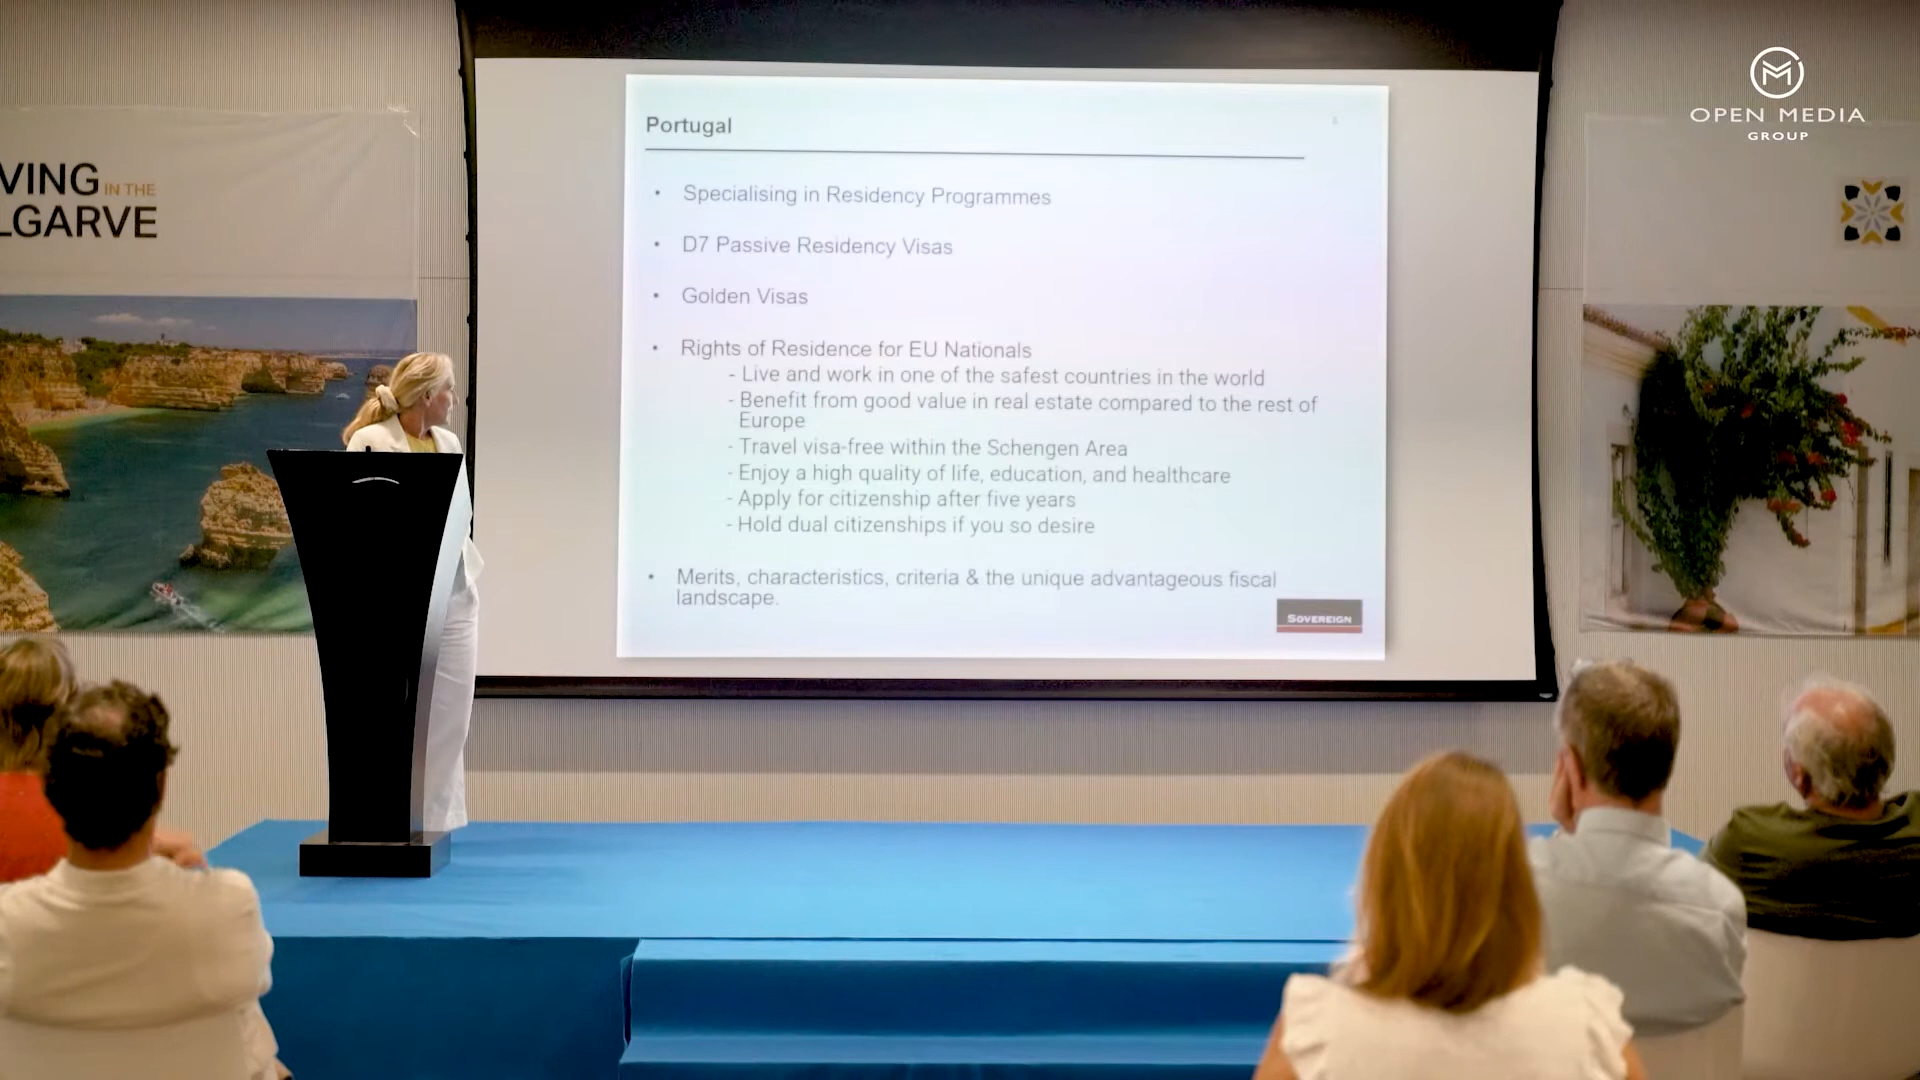 VING IN THE
LGARVE
OPEN MEDIA
GROUP
Portugal
• Specialising in Residency Programmes
• D7 Passive Residency Visas
• Golden Visas
• Rights of Residence for EU Nationals
- Live and work in one of the safest countries in the world
- Benefit from good value in real estate compared to the rest of
Europe
- Travel visa-free within the Schengen Area
- Enjoy a high quality of life, education, and healthcare
- Apply for citizenship after five years
- Hold dual citizenships if you so desire
• Merits, characteristics, criteria & the unique advantageous fiscal
landscape.
SOVEREIGN